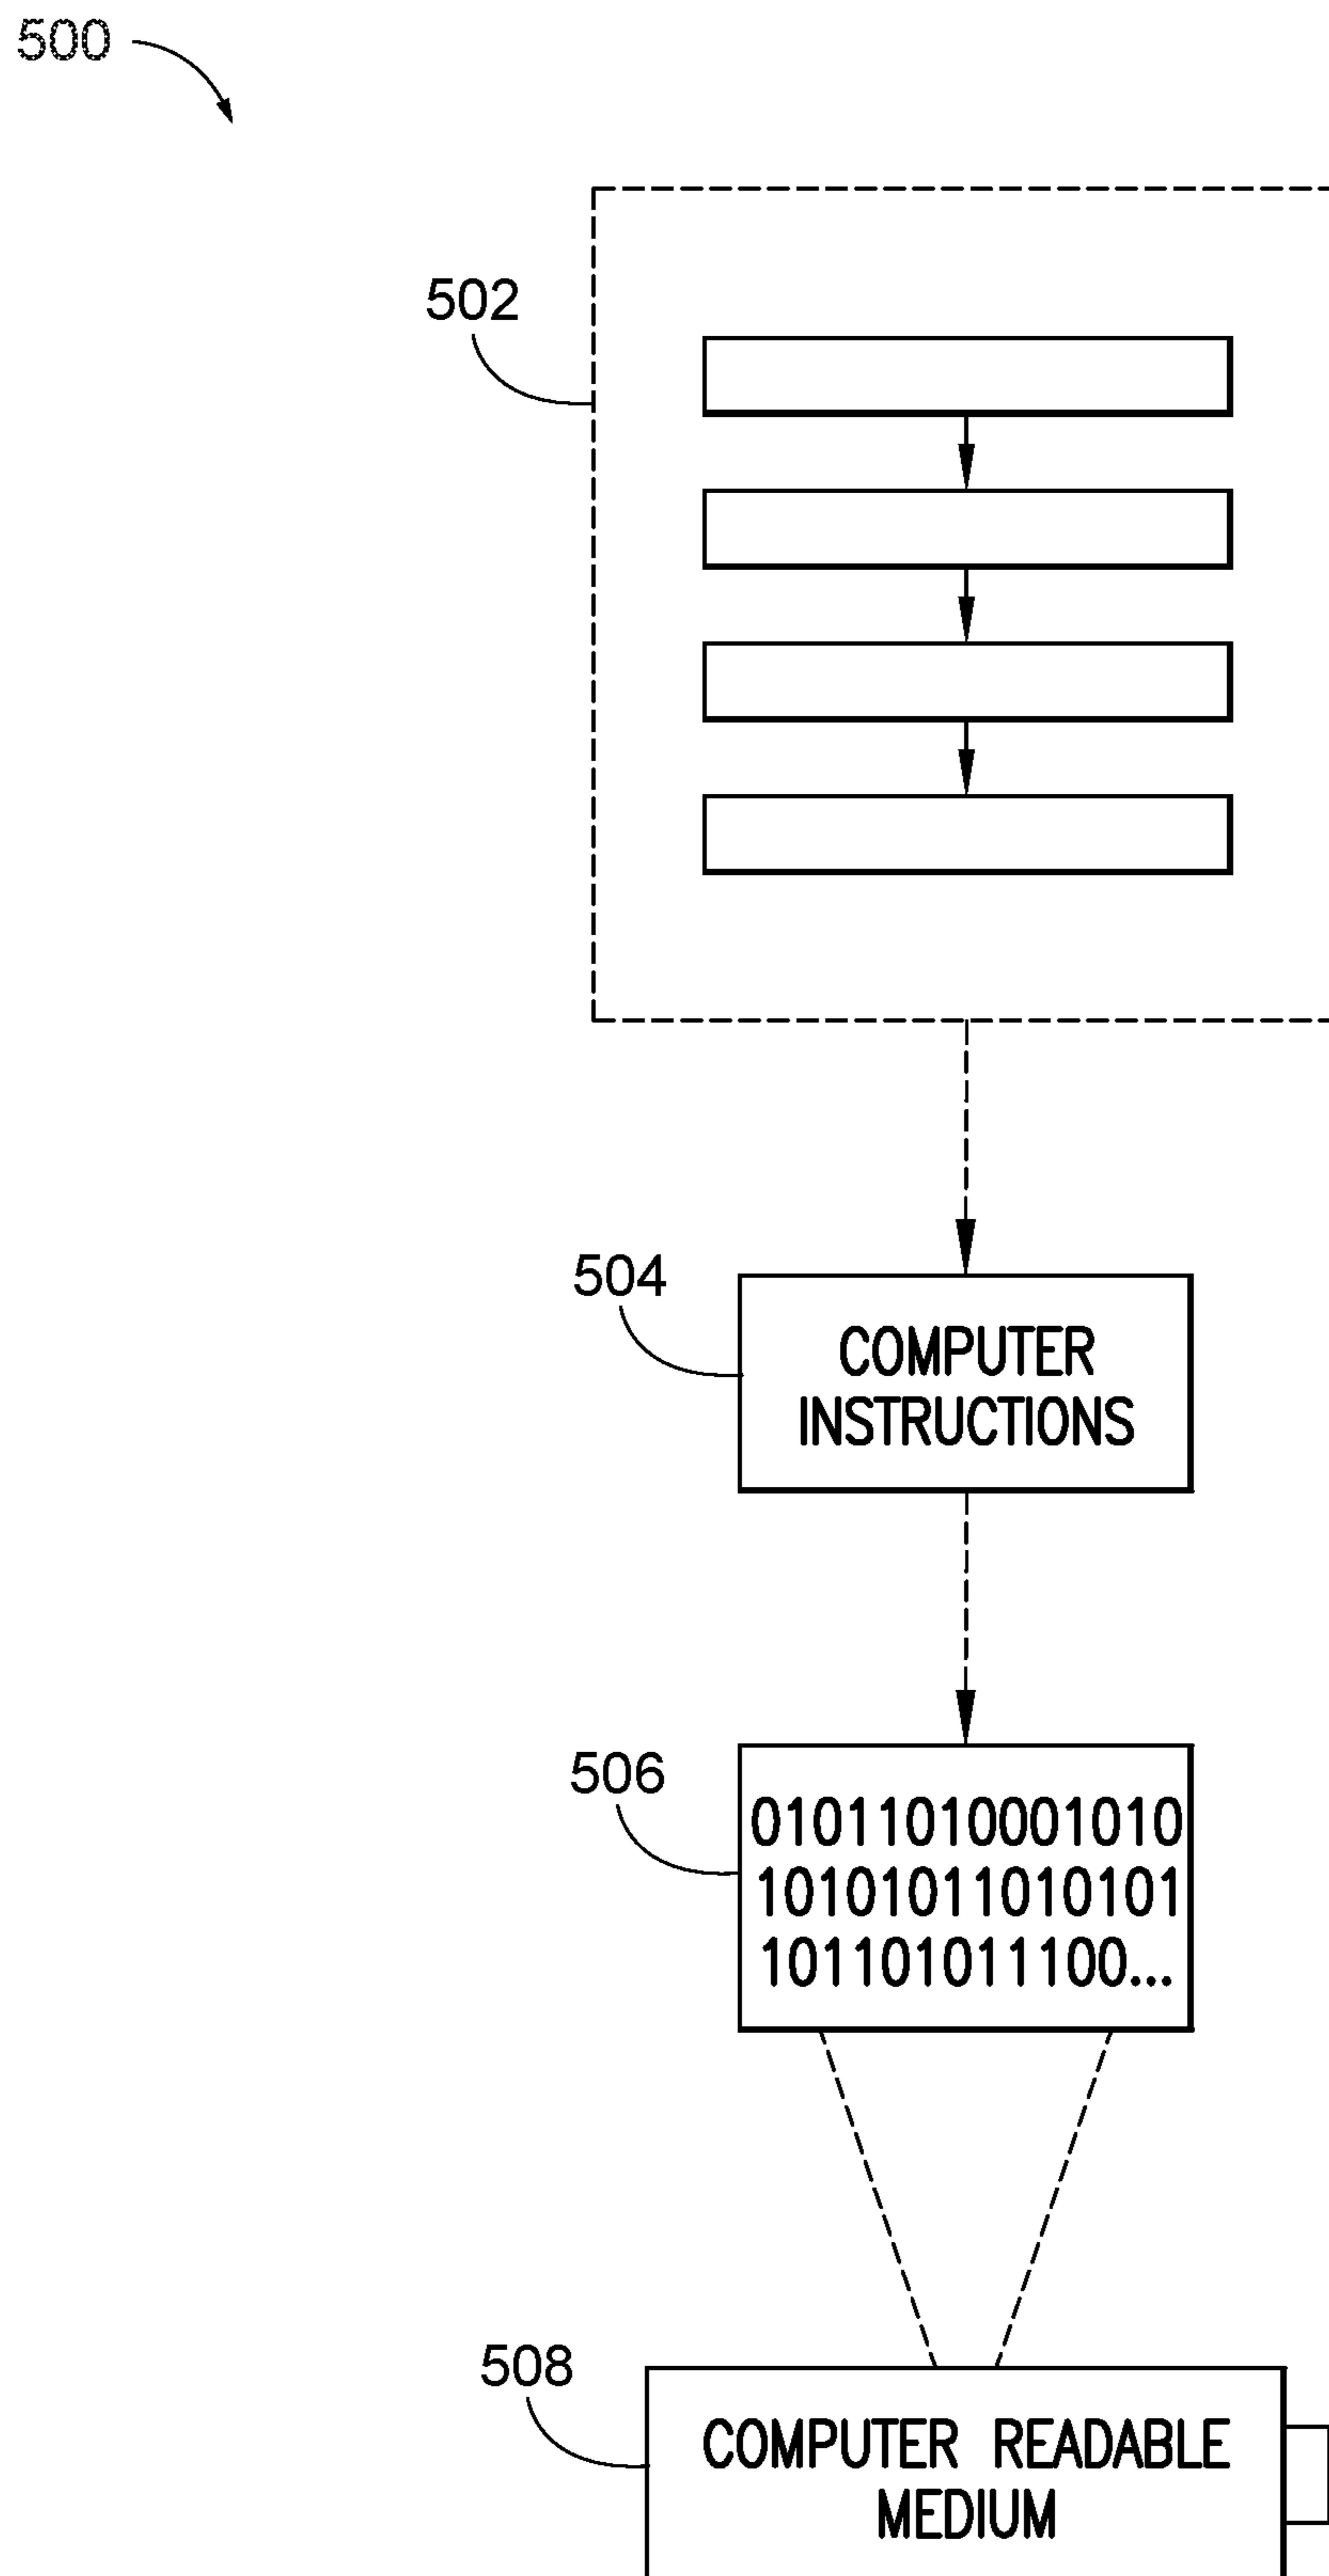 500
502
504
COMPUTER
INSTRUCTIONS
506
01011010001010
10101011010101
101101011100...
508
COMPUTER READABLE
MEDIUM